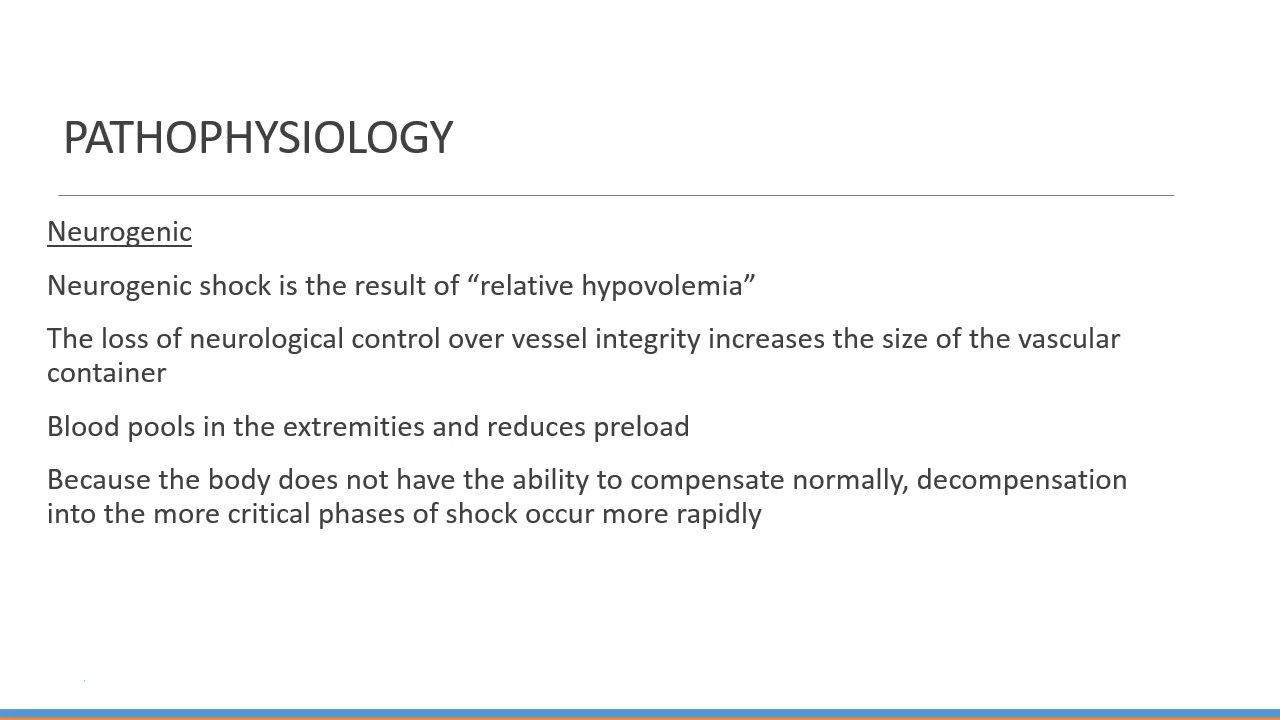 PATHOPHYSIOLOGY
Neurogenic
Neurogenic shock is the result of “relative hypovolemia”
The loss of neurological control over vessel integrity increases the size of the vascular
container
Blood pools in the extremities and reduces preload
Because the body does not have the ability to compensate normally, decompensation
into the more critical phases of shock occur more rapidly